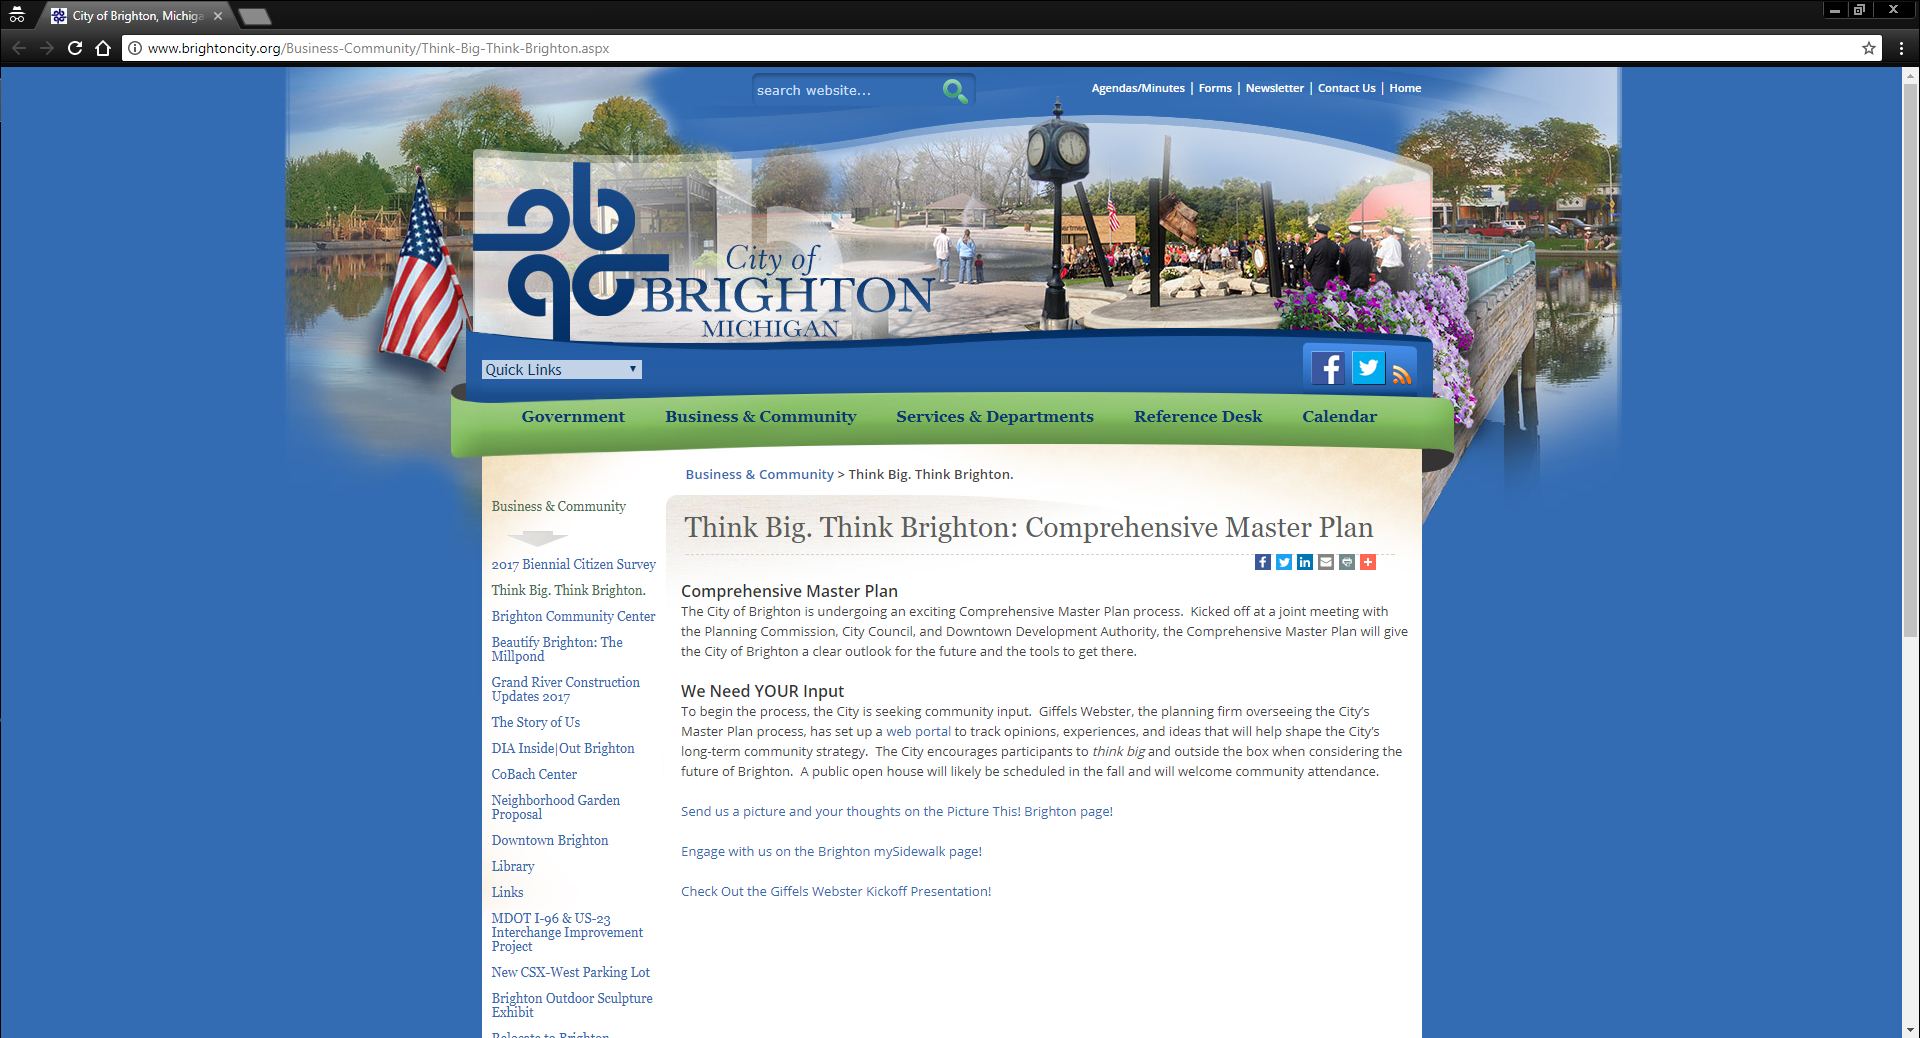 City of Brighton, Michiga
www.brightoncity.org/Business-Community/Think-Big-Think-Brighton.aspx
search website...
Agendas/Minutes | Forms | Newsletter | Contact Us | Home
City of
BRIGHTON
MICHIGAN
Quick Links
Government Business & Community Services & Departments Reference Desk Calendar
Business & Community > Think Big. Think Brighton.
Business & Community
2017 Biennial Citizen Survey
Think Big. Think Brighton.
Brighton Community Center
Beautify Brighton: The
Millpond
Grand River Construction
Updates 2017
The Story of Us
DIA Inside|Out Brighton
CoBach Center
Neighborhood Garden
Proposal
Downtown Brighton
Library
Links
MDOT I-96 & US-23
Interchange Improvement
Project
New CSX-West Parking Lot
Brighton Outdoor Sculpture
Exhibit
Relocate to Brighton
Think Big. Think Brighton: Comprehensive Master Plan
Comprehensive Master Plan
The City of Brighton is undergoing an exciting Comprehensive Master Plan process.  Kicked off at a joint meeting with
the Planning Commission, City Council, and Downtown Development Authority, the Comprehensive Master Plan will give
the City of Brighton a clear outlook for the future and the tools to get there.
We Need YOUR Input
To begin the process, the City is seeking community input.  Giffels Webster, the planning firm overseeing the City's
Master Plan process, has set up a web portal to track opinions, experiences, and ideas that will help shape the City's
long-term community strategy.  The City encourages participants to think big and outside the box when considering the
future of Brighton.  A public open house will likely be scheduled in the fall and will welcome community attendance.
Send us a picture and your thoughts on the Picture This! Brighton page!
Engage with us on the Brighton mySidewalk page!
Check Out the Giffels Webster Kickoff Presentation!